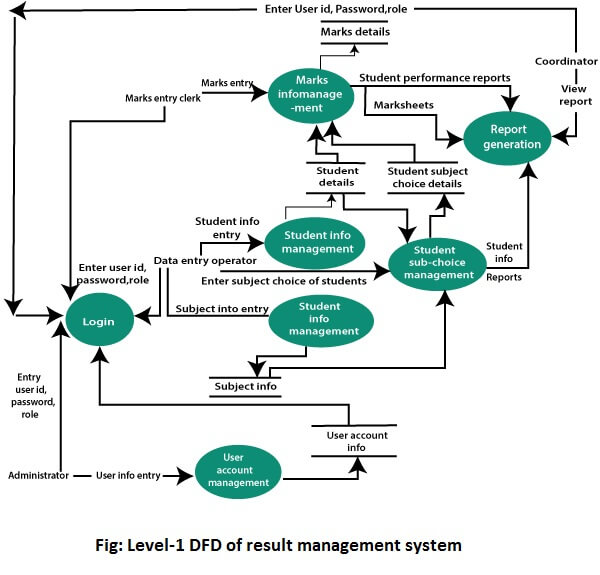 Enter User id, Password,role
Marks details
Coordinator
View
report
Marks entry
Marks entry clerk
Marks
infomanage
-ment
Student performance reports
Marksheets
Report
generation
Student
details
Student subject
choice details
Student info
entry
Student info
management
Data entry operator
Enter user id,
password,role
Enter subject choice of students
Student
sub-choice
management
Student
info
Reports
Login
Subject into entry
Student
info
management
Subject info
Entry
user id,
password,
role
User account
info
Administrator
User info entry
User
account
management
Fig: Level-1 DFD of result management system